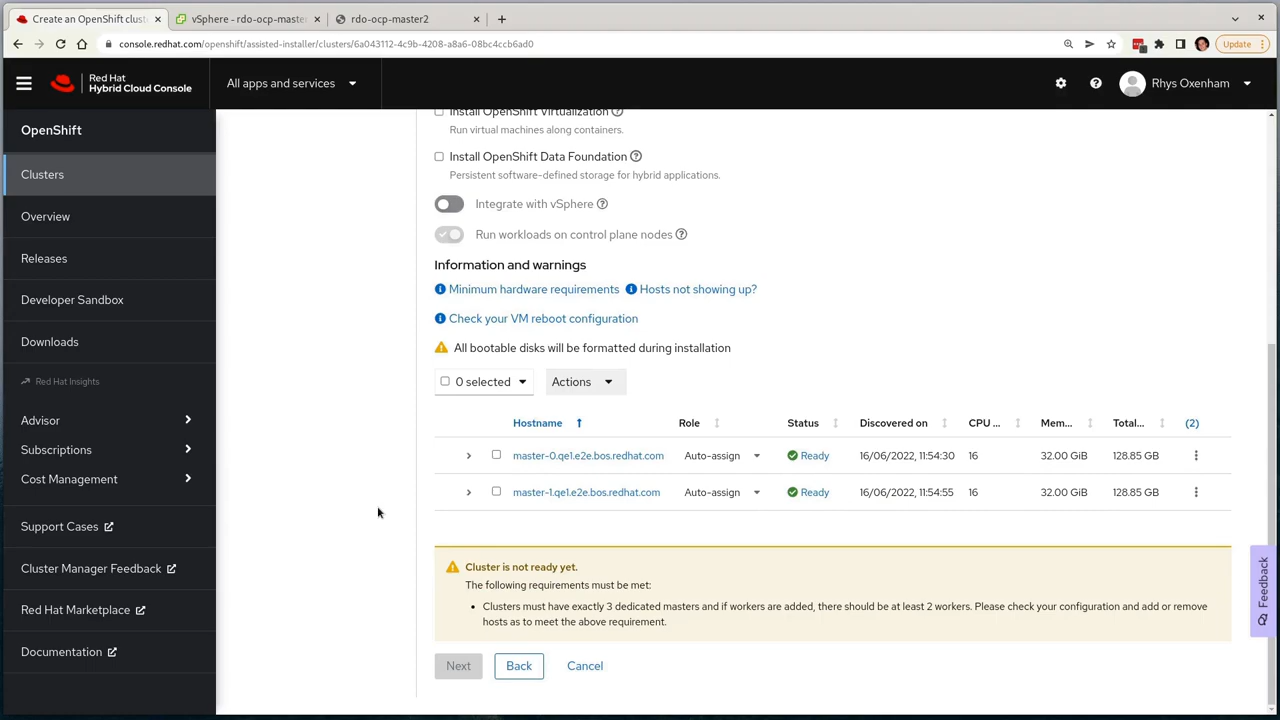 Create an OpenShift clust
vSphere - rdo-ocp-maste
rdo-ocp-master2
console.redhat.com/openshift/assisted-installer/clusters/6a043112-4c9b-4208-a8a6-08bc4ccb6ad0
Update
Red Hat
Hybrid Cloud Console
All apps and services
Rhys Oxenham
OpenShift
Clusters
Overview
Releases
Developer Sandbox
Downloads
Red Hat Insights
Advisor
Subscriptions
Cost Management
Support Cases
Cluster Manager Feedback
Red Hat Marketplace
Documentation
Install OpenShift Virtualization
Run virtual machines along containers.
Install OpenShift Data Foundation
Persistent software-defined storage for hybrid applications.
Integrate with vSphere
Run workloads on control plane nodes
Information and warnings
Minimum hardware requirements Hosts not showing up?
Check your VM reboot configuration
All bootable disks will be formatted during installation
0 selected Actions
Hostname Role Status Discovered on CPU ... Mem... Total... (2)
master-0.qe1.e2e.bos.redhat.com Auto-assign Ready 16/06/2022, 11:54:30 16 32.00 GiB 128.85 GB
master-1.qe1.e2e.bos.redhat.com Auto-assign Ready 16/06/2022, 11:54:55 16 32.00 GiB 128.85 GB
Cluster is not ready yet.
The following requirements must be met:
• Clusters must have exactly 3 dedicated masters and if workers are added, there should be at least 2 workers. Please check your configuration and add or remove
hosts as to meet the above requirement.
Next Back Cancel
Feedback